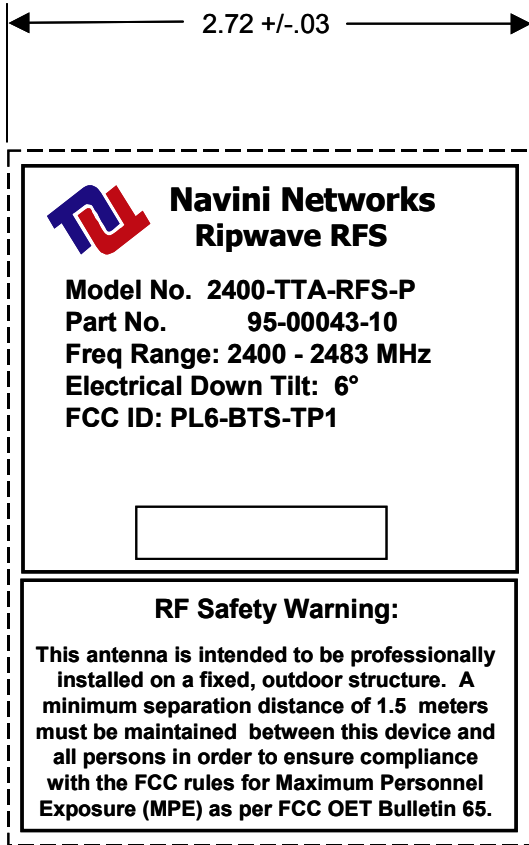 2.72 +/-.03
Navini Networks
Ripwave RFS
Model No. 2400-TTA-RFS-P
Part No. 95-00043-10
Freq Range: 2400 - 2483 MHz
Electrical Down Tilt: 6°
FCC ID: PL6-BTS-TP1
RF Safety Warning:
This antenna is intended to be professionally
installed on a fixed, outdoor structure. A
minimum separation distance of 1.5 meters
must be maintained between this device and
all persons in order to ensure compliance
with the FCC rules for Maximum Personnel
Exposure (MPE) as per FCC OET Bulletin 65.